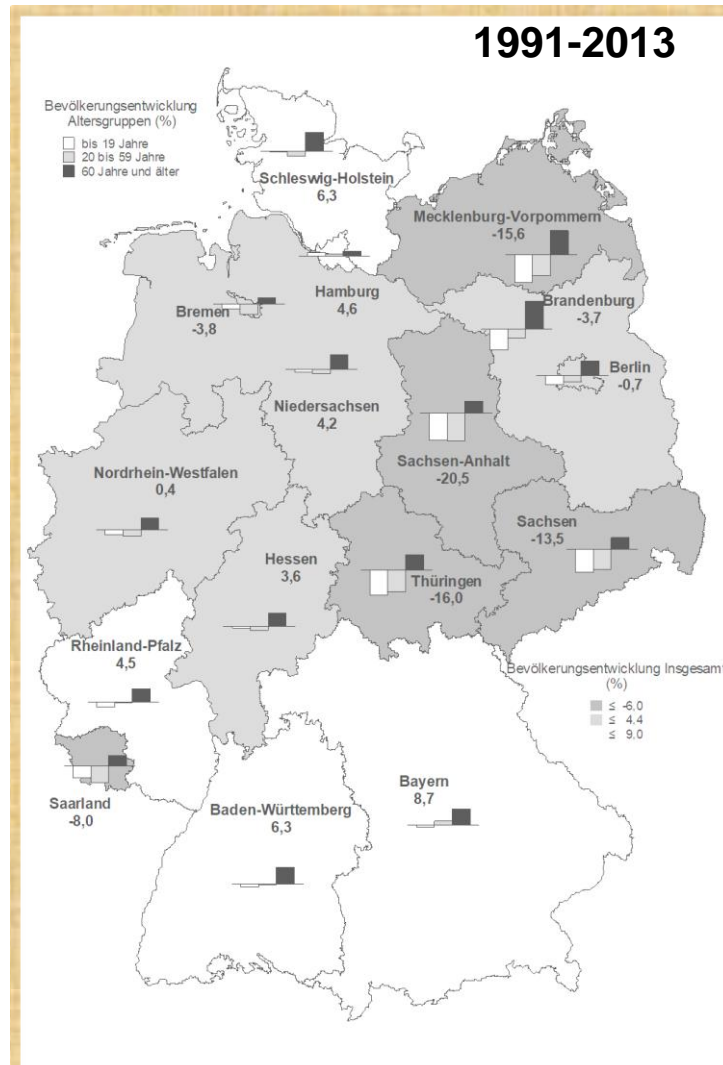 1991-2013
Bevölkerungsentwicklung
Altersgruppen (%)
bis 19 Jahre
20 bis 59 Jahre
60 Jahre und älter
Schleswig-Holstein
6,3
Mecklenburg-Vorpommern
-15,6
Hamburg
4,6
Bremen
-3,8
Brandenburg
-3,7
Berlin
-0,7
Niedersachsen
4,2
Sachsen-Anhalt
-20,5
Nordrhein-Westfalen
0,4
Sachsen
-13,5
Hessen
3,6
Thüringen
-16,0
Rheinland-Pfalz
4,5
Bevölkerungsentwicklung Insgesamt
(%)
≤ -6,0
≤ 4,4
≤ 9,0
Saarland
-8,0
Baden-Württemberg
6,3
Bayern
8,7